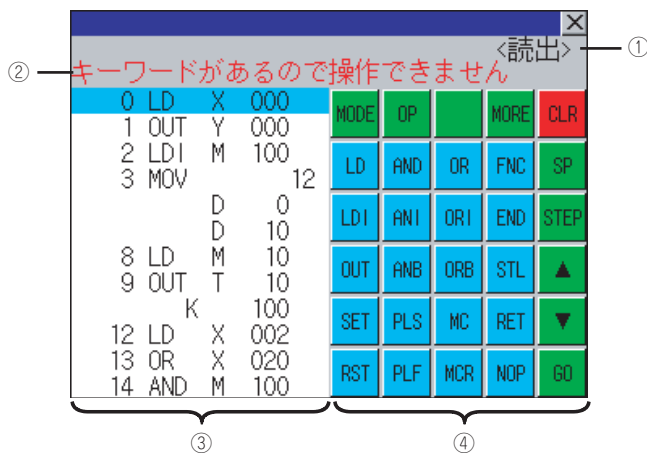 ×
<読出>
①
②
キーワードがあるので操作できません
0 LD X 000
1 OUT Y 000
2 LDI M 100
3 MOV 12
D 0
D 10
8 LD M 10
9 OUT T 10
K 100
12 LD X 002
13 OR X 020
14 AND M 100
MODE OP MORE CLR
LD AND OR FNC SP
LDI ANI ORI END STEP
OUT ANB ORB STL ▲
SET PLS MC RET ▼
RST PLF MCR NOP GO
③ ④